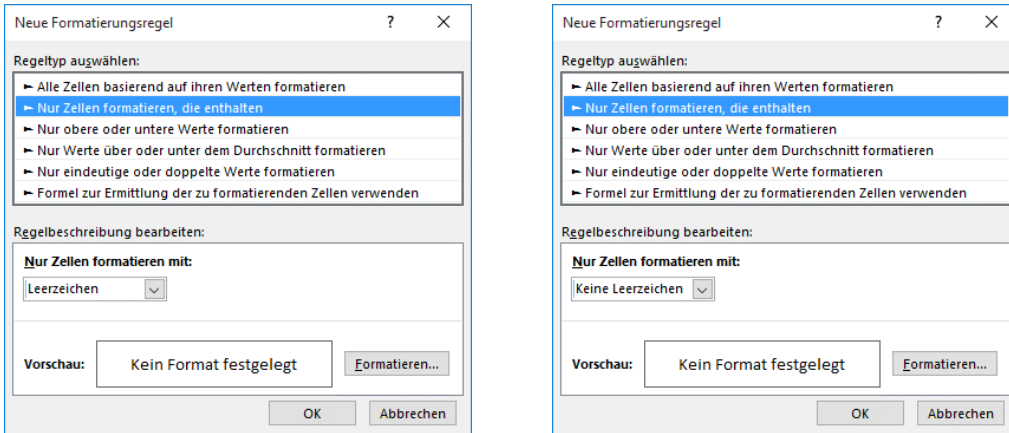 Neue Formatierungsregel ? ×
Regeltyp auswählen:
► Alle Zellen basierend auf ihren Werten formatieren
► Nur Zellen formatieren, die enthalten
► Nur obere oder untere Werte formatieren
► Nur Werte über oder unter dem Durchschnitt formatieren
► Nur eindeutige oder doppelte Werte formatieren
► Formel zur Ermittlung der zu formatierenden Zellen verwenden
Regelbeschreibung bearbeiten:
Nur Zellen formatieren mit:
Leerzeichen
Vorschau: Kein Format festgelegt Formatieren...
OK Abbrechen
Neue Formatierungsregel ? ×
Regeltyp auswählen:
► Alle Zellen basierend auf ihren Werten formatieren
► Nur Zellen formatieren, die enthalten
► Nur obere oder untere Werte formatieren
► Nur Werte über oder unter dem Durchschnitt formatieren
► Nur eindeutige oder doppelte Werte formatieren
► Formel zur Ermittlung der zu formatierenden Zellen verwenden
Regelbeschreibung bearbeiten:
Nur Zellen formatieren mit:
Keine Leerzeichen
Vorschau: Kein Format festgelegt Formatieren...
OK Abbrechen